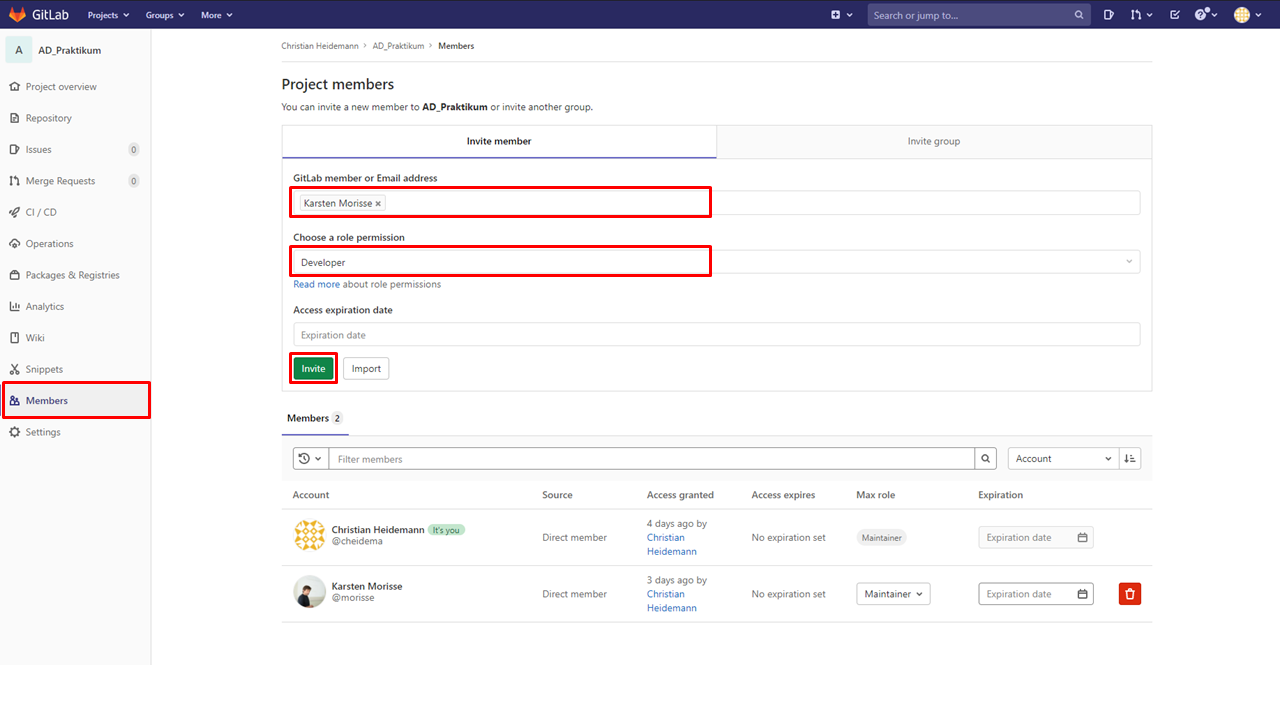 GitLab Projects Groups More Search or jump to...
A AD_Praktikum
Project overview
Repository
Issues 0
Merge Requests 0
CI / CD
Operations
Packages & Registries
Analytics
Wiki
Snippets
Members
Settings
Christian Heidemann > AD_Praktikum > Members
Project members
You can invite a new member to AD_Praktikum or invite another group.
Invite member Invite group
GitLab member or Email address
Karsten Morisse ×
Choose a role permission
Developer
Read more about role permissions
Access expiration date
Expiration date
Invite Import
Members 2
Filter members Account
Account Source Access granted Access expires Max role Expiration
Christian Heidemann It's you
@cheidema
Direct member
4 days ago by
Christian
Heidemann
No expiration set
Maintainer
Expiration date
Karsten Morisse
@morisse
Direct member
3 days ago by
Christian
Heidemann
No expiration set
Maintainer
Expiration date